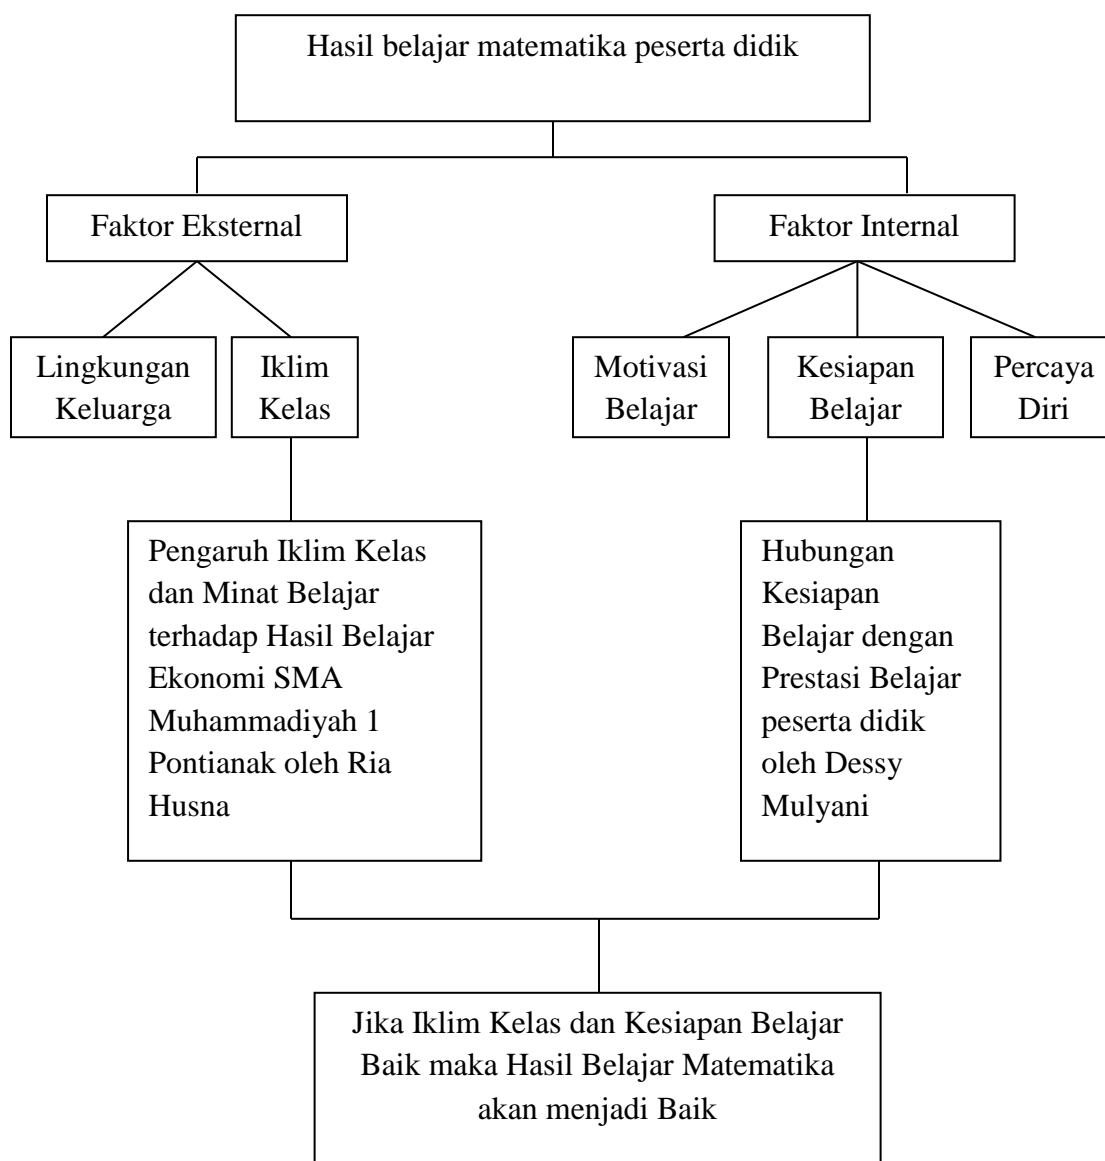 Hasil belajar matematika peserta didik
Faktor Eksternal
Faktor Internal
Lingkungan
Keluarga
Iklim
Kelas
Motivasi
Belajar
Kesiapan
Belajar
Percaya
Diri
Pengaruh Iklim Kelas
dan Minat Belajar
terhadap Hasil Belajar
Ekonomi SMA
Muhammadiyah 1
Pontianak oleh Ria
Husna
Hubungan
Kesiapan
Belajar dengan
Prestasi Belajar
peserta didik
oleh Dessy
Mulyani
Jika Iklim Kelas dan Kesiapan Belajar
Baik maka Hasil Belajar Matematika
akan menjadi Baik